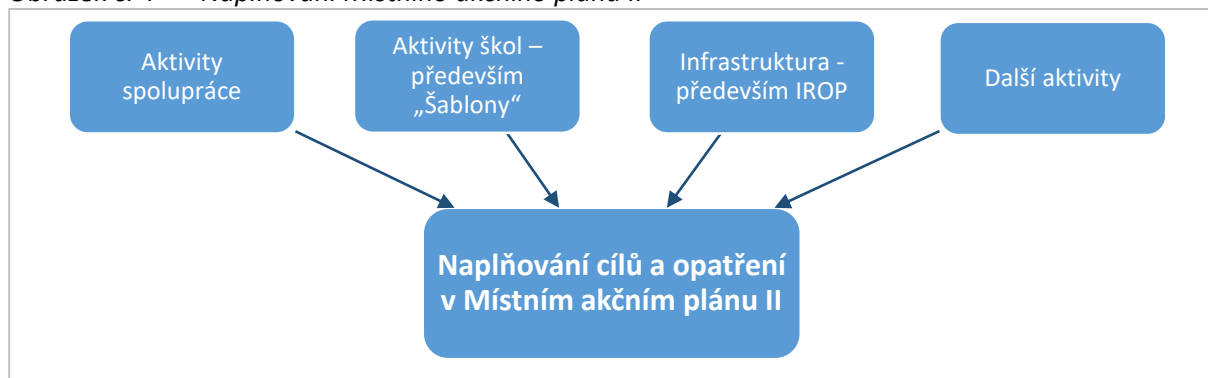 Aktivity
spolupráce
Aktivity škol –
především
„Šablony“
Infrastruktura -
především IROP
Další aktivity
Naplňování cílů a opatření
v Místním akčním plánu II